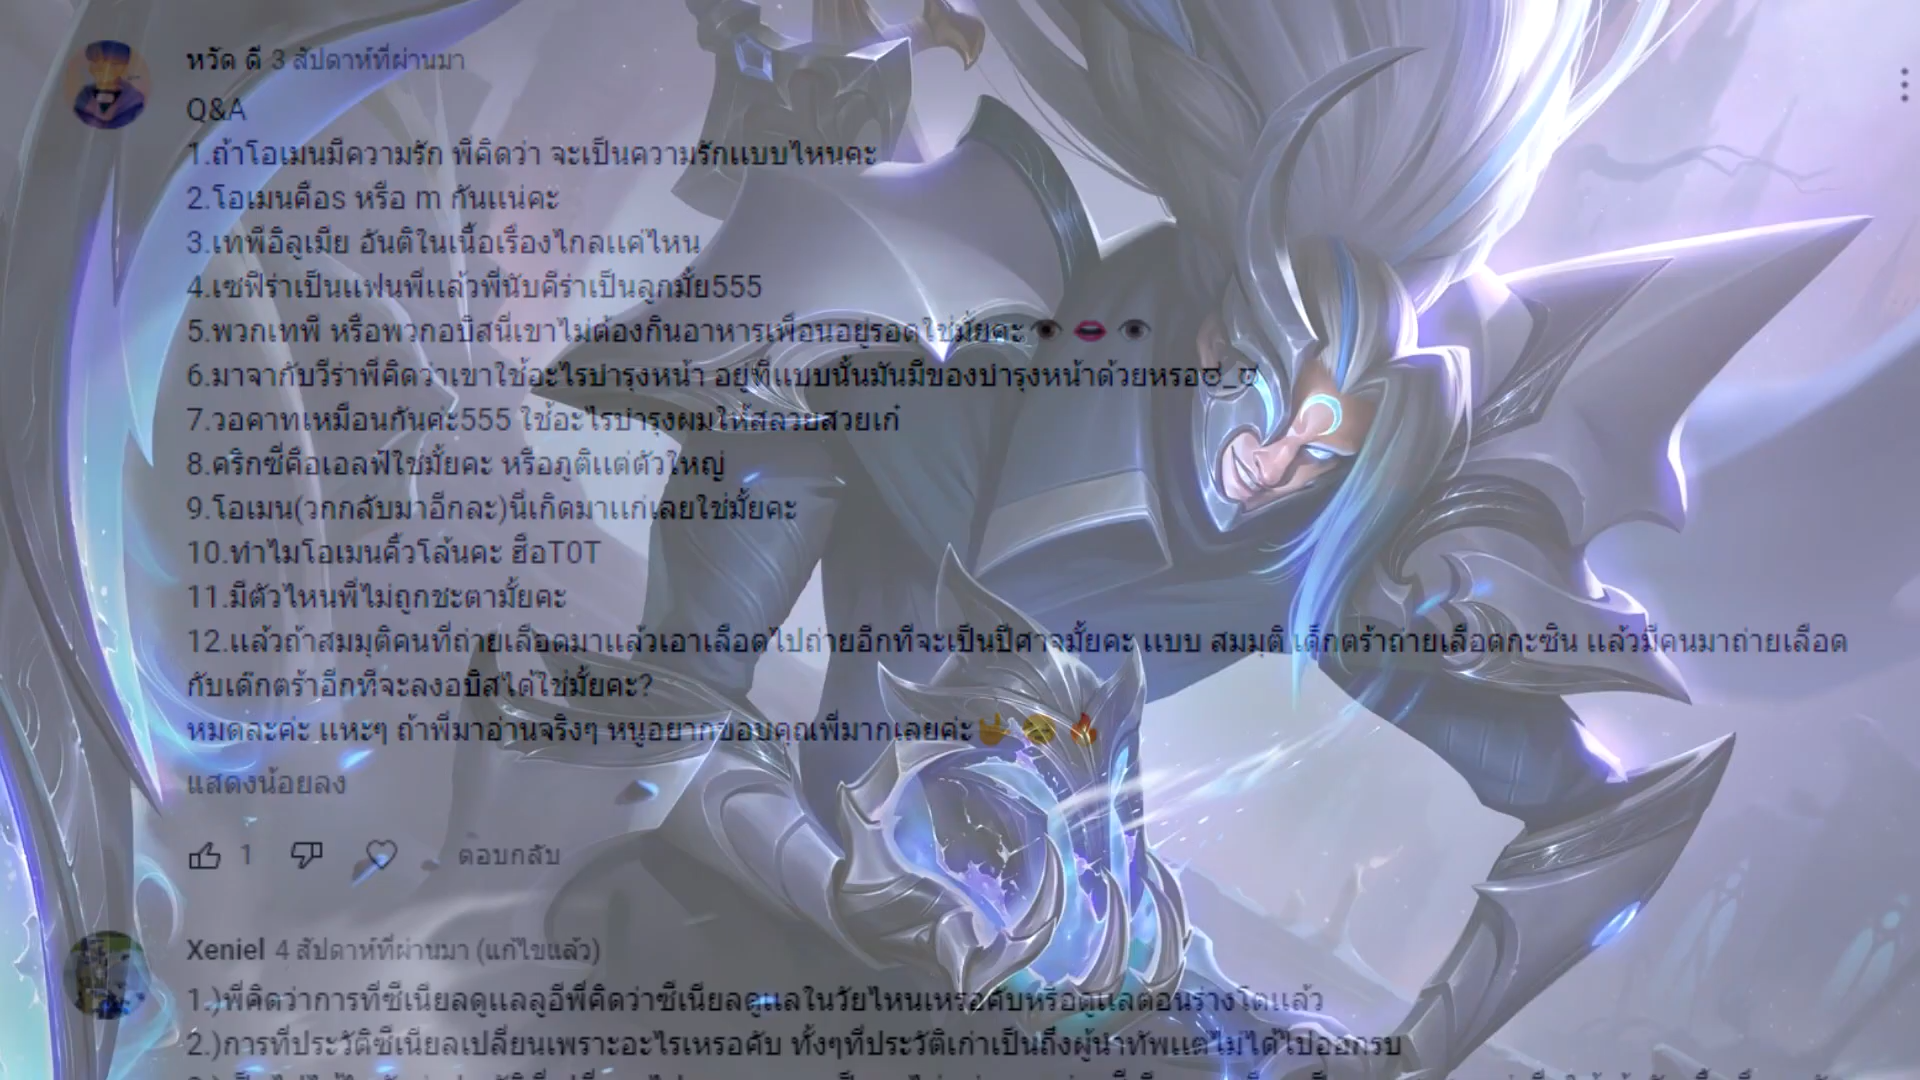 หวัด ดี 3 สัปดาห์ที่ผ่านมา
Q&A
1.ถ้าโอเมนมีความรัก พี่คิดว่า จะเป็นความรักแบบไหนคะ
2.โอเมนคือs หรือ m กันแน่คะ
3.เทพีอิลูเมีย อันติในเนื้อเรื่องไกลแค่ไหน
4.เซฟีร่าเป็นแฟนพี่แล้วพี่นับคีร่าเป็นลูกมั้ย555
5.พวกเทพี หรือพวกอบิสนี่เขาไม่ต้องกินอาหารเพื่อนอยู่รอดใช่มั้ยคะ👁👄👁
6.มาจากับวีร่าพี่คิดว่าเขาใช้อะไรบำรุงหน้า อยู่ที่แบบนั้นมันมีของบำรุงหน้าด้วยหรอಠ_ಠ
7.วอคาทเหมือนกันค่ะ555 ใช้อะไรบำรุงผมให้สลวยสวยเก๋
8.คริกซี่คือเอลฟ์ใช่มั้ยคะ หรือภูติแต่ตัวใหญ่
9.โอเมน(วกกลับมาอีกละ)นี่เกิดมาแก่เลยใช่มั้ยคะ
10.ทำไมโอเมนคิ้วโล้นคะ ฮือT0T
11.มีตัวไหนพี่ไม่ถูกชะตามั้ยคะ
12.แล้วถ้าสมมุติคนที่ถ่ายเลือดมาแล้วเอาเลือดไปถ่ายอีกทีจะเป็นปีศาจมั้ยคะ แบบ สมมุติ เด็กตร้าถ่ายเลือดกะซิน แล้วมีคนมาถ่ายเลือด
กับเด๊กตร้าอีกทีจะลงอบิสได้ใช่มั้ยคะ?
หมดละค่ะ แหะๆ ถ้าพี่มาอ่านจริงๆ หนูอยากขอบคุณพี่มากเลยค่ะ
แสดงน้อยลง
1 ตอบกลับ
Xeniel 4 สัปดาห์ที่ผ่านมา (แก้ไขแล้ว)
1.)พี่คิดว่าการที่ซีเนียลดูแลลูอีพี่คิดว่าซีเนียลดูแลในวัยไหนเหรอคับหรือดูแลตอนร่างโตแล้ว
2.)การที่ประวัติซีเนียลเปลี่ยนเพราะอะไรเหรอคับ ทั้งๆที่ประวัติเก่าเป็นถึงผู้นำทัพแต่ไม่ได้ไปออกรบ